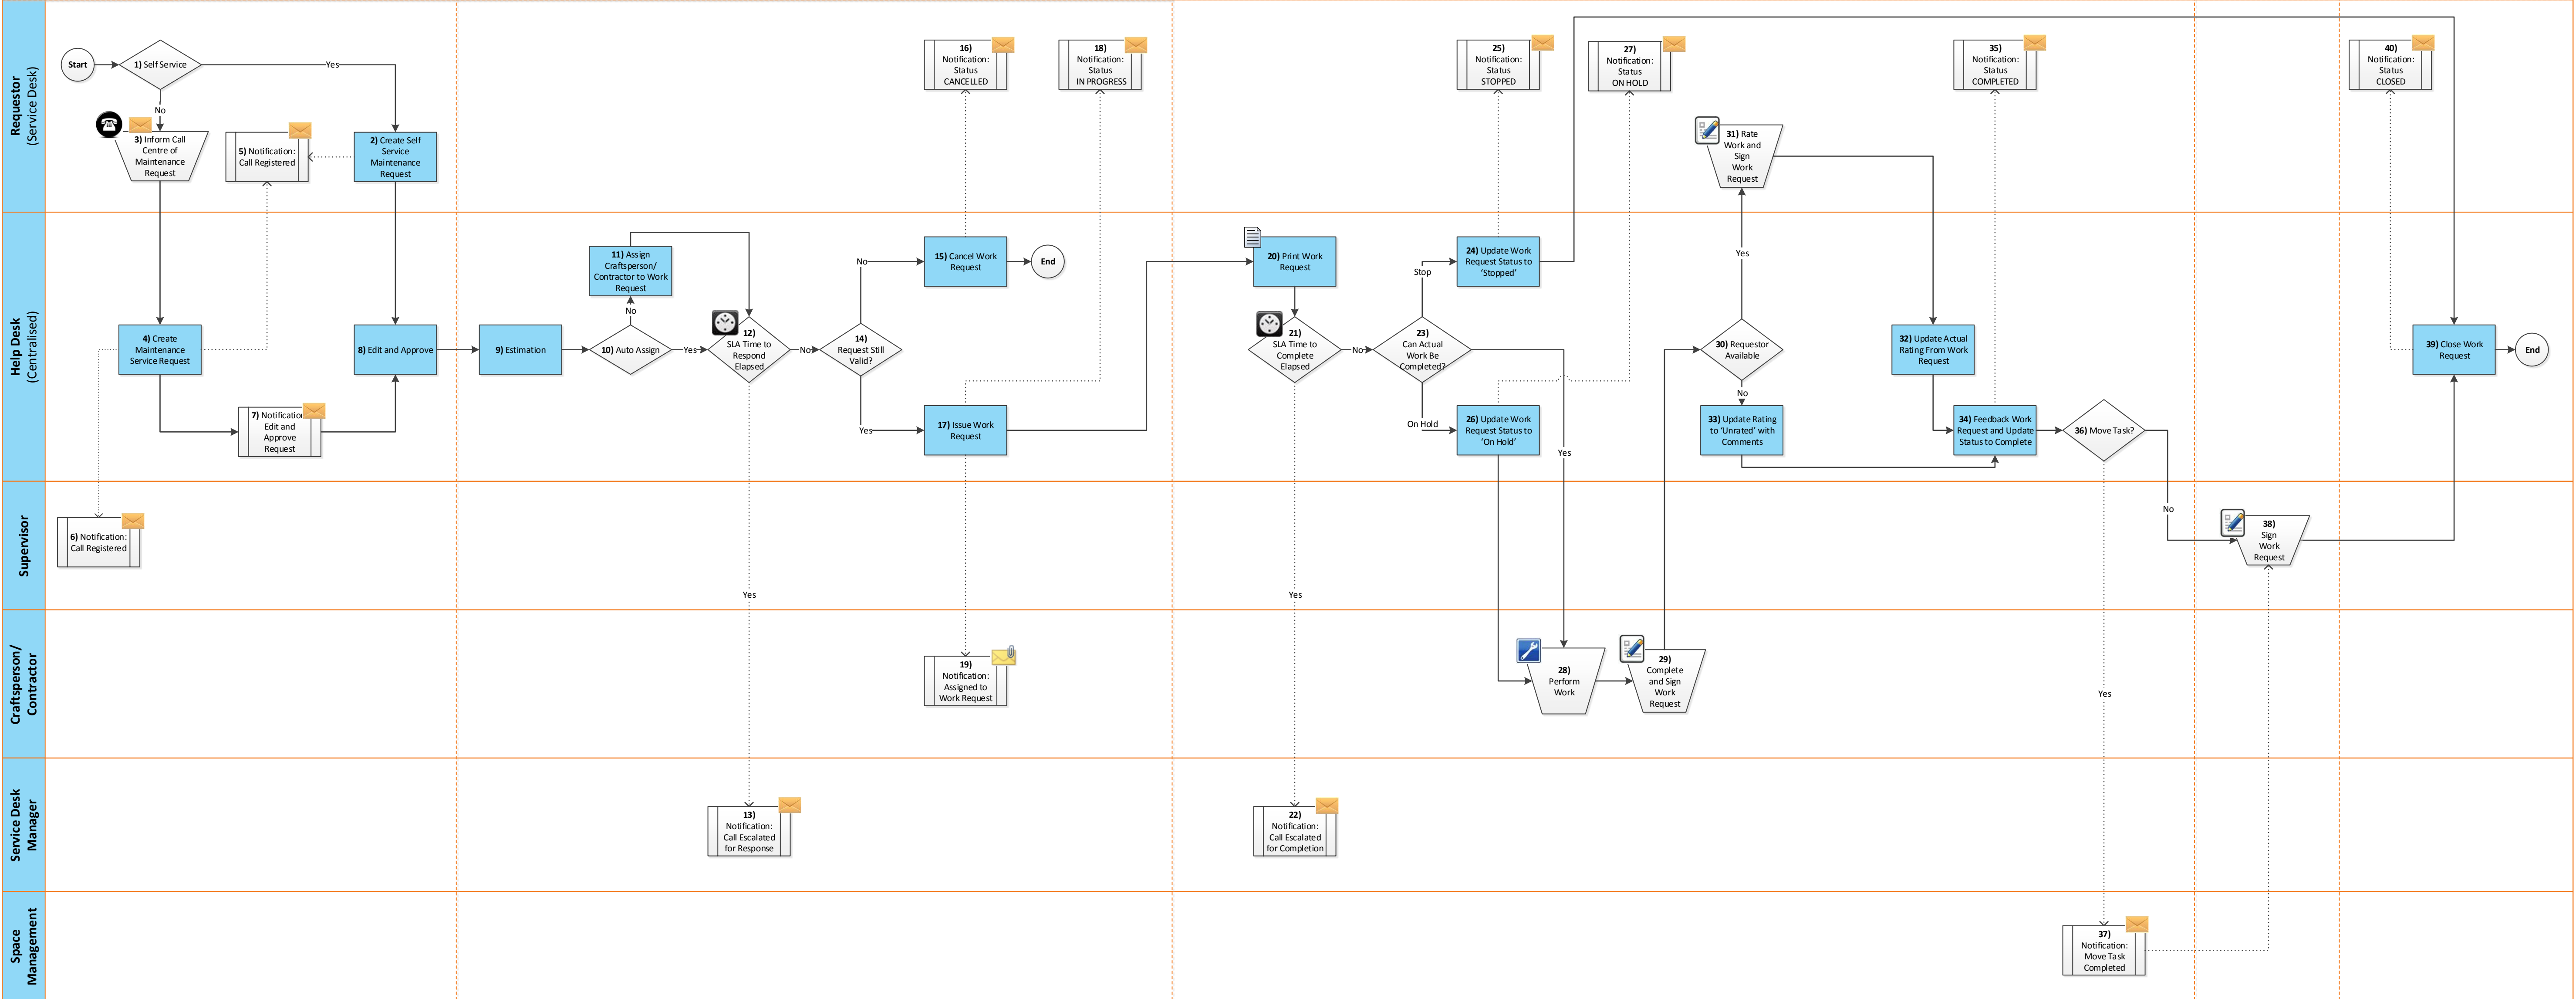 Requestor
(Service Desk)
Start
1) Self Service
Yes
No
3) Inform Call
Centre of
Maintenance
Request
5) Notification:
Call Registered
2) Create Self
Service
Maintenance
Request
16)
Notification:
Status
CANCELLED
18)
Notification:
Status
IN PROGRESS
25)
Notification:
Status
STOPPED
27)
Notification:
Status
ON HOLD
31) Rate
Work and
Sign
Work
Request
35)
Notification:
Status
COMPLETED
40)
Notification:
Status
CLOSED
Help Desk
(Centralised)
4) Create
Maintenance
Service Request
7) Notification
Edit and
Approve
Request
8) Edit and Approve
9) Estimation
11) Assign
Craftsperson/
Contractor to Work
Request
No
10) Auto Assign
Yes
12)
SLA Time to
Respond
Elapsed
No
14)
Request Still
Valid?
No
Yes
15) Cancel Work
Request
End
17) Issue Work
Request
20) Print Work
Request
21)
SLA Time to
Complete
Elapsed
No
23)
Can Actual
Work Be
Completed?
Stop
On Hold
24) Update Work
Request Status to
‘Stopped’
26) Update Work
Request Status to
‘On Hold’
Yes
Yes
30) Requestor
Available
No
33) Update Rating
to ‘Unrated’ with
Comments
32) Update Actual
Rating From Work
Request
34) Feedback Work
Request and Update
Status to Complete
36) Move Task?
No
39) Close Work
Request
End
Supervisor
6) Notification:
Call Registered
Yes
Yes
38)
Sign
Work
Request
Craftsperson/
Contractor
19)
Notification:
Assigned to
Work Request
28)
Perform
Work
29)
Complete
and Sign
Work
Request
Yes
Service Desk
Manager
13)
Notification:
Call Escalated
for Response
22)
Notification:
Call Escalated
for Completion
Space
Management
37)
Notification:
Move Task
Completed